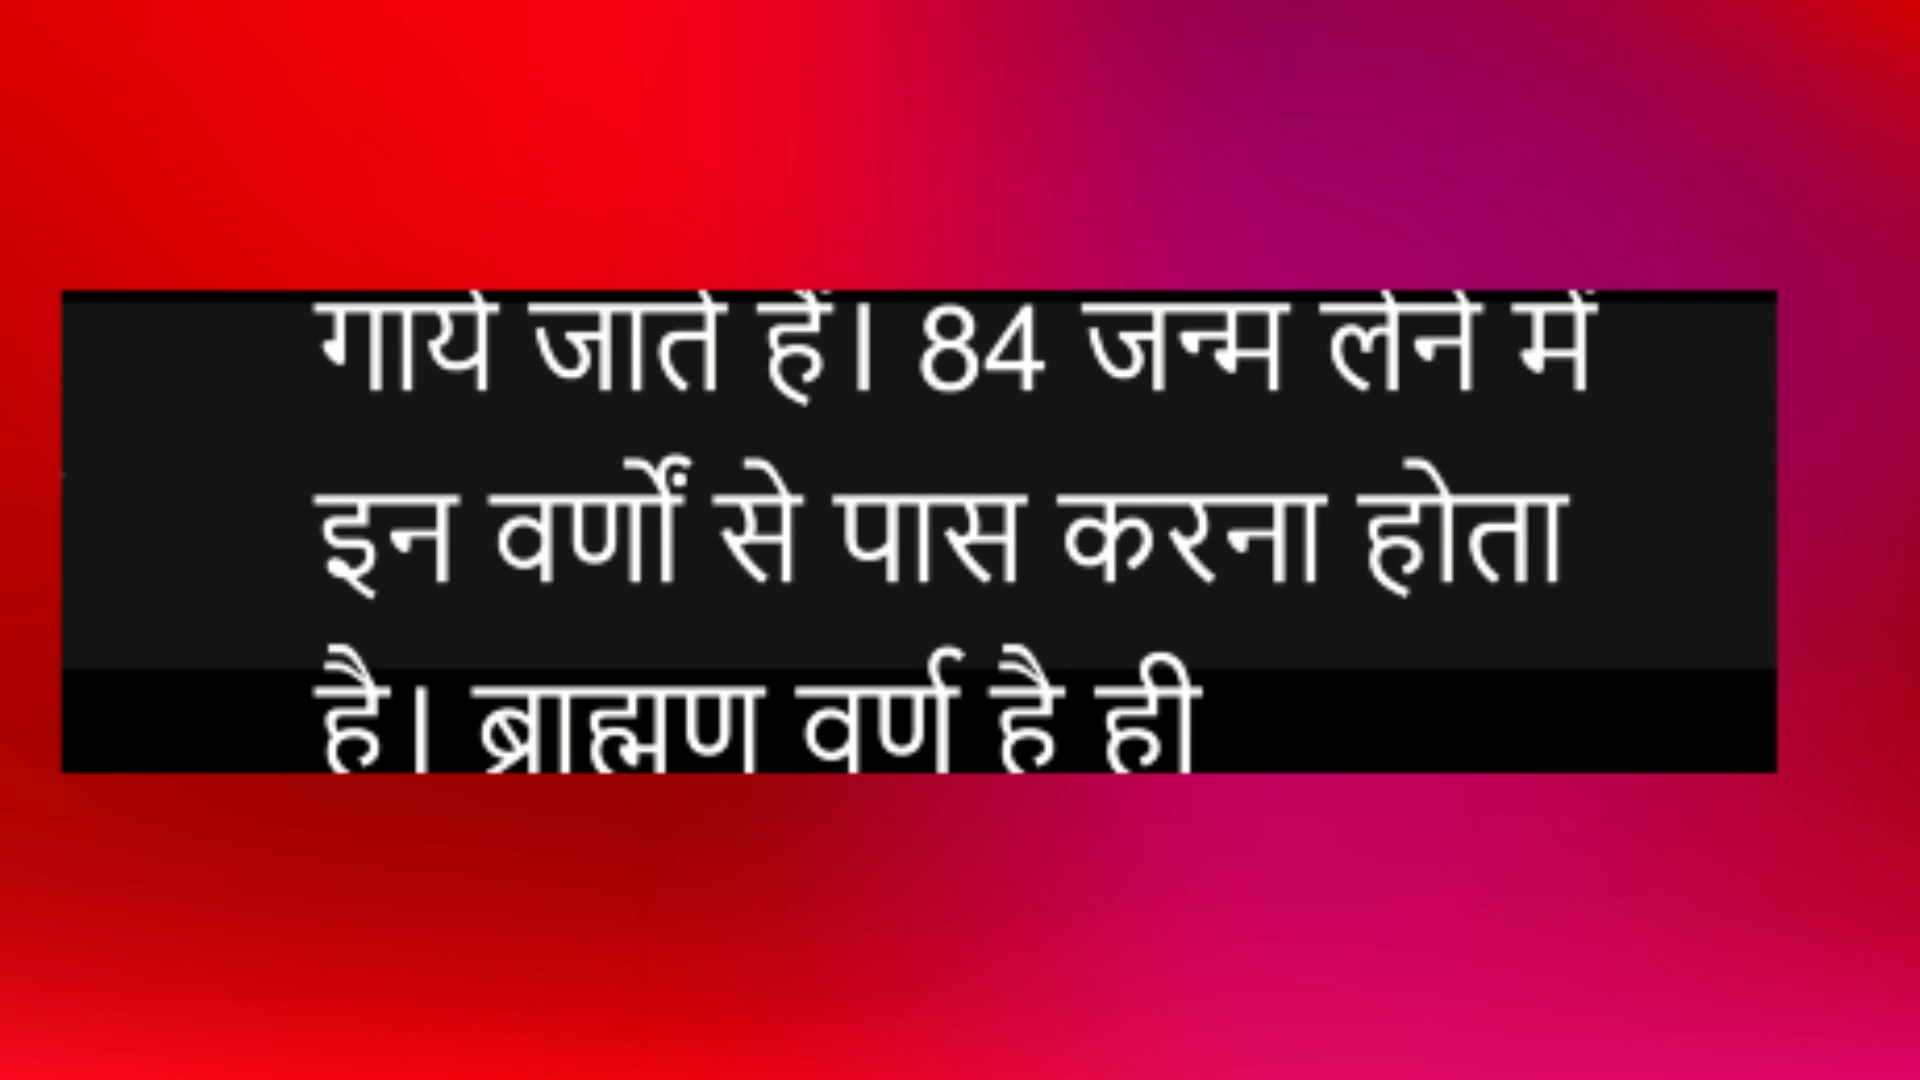 गाये जाते हैं। 84 जन्म लेने में
इन वर्णों से पास करना होता
है। ब्राह्मण वर्ण है ही